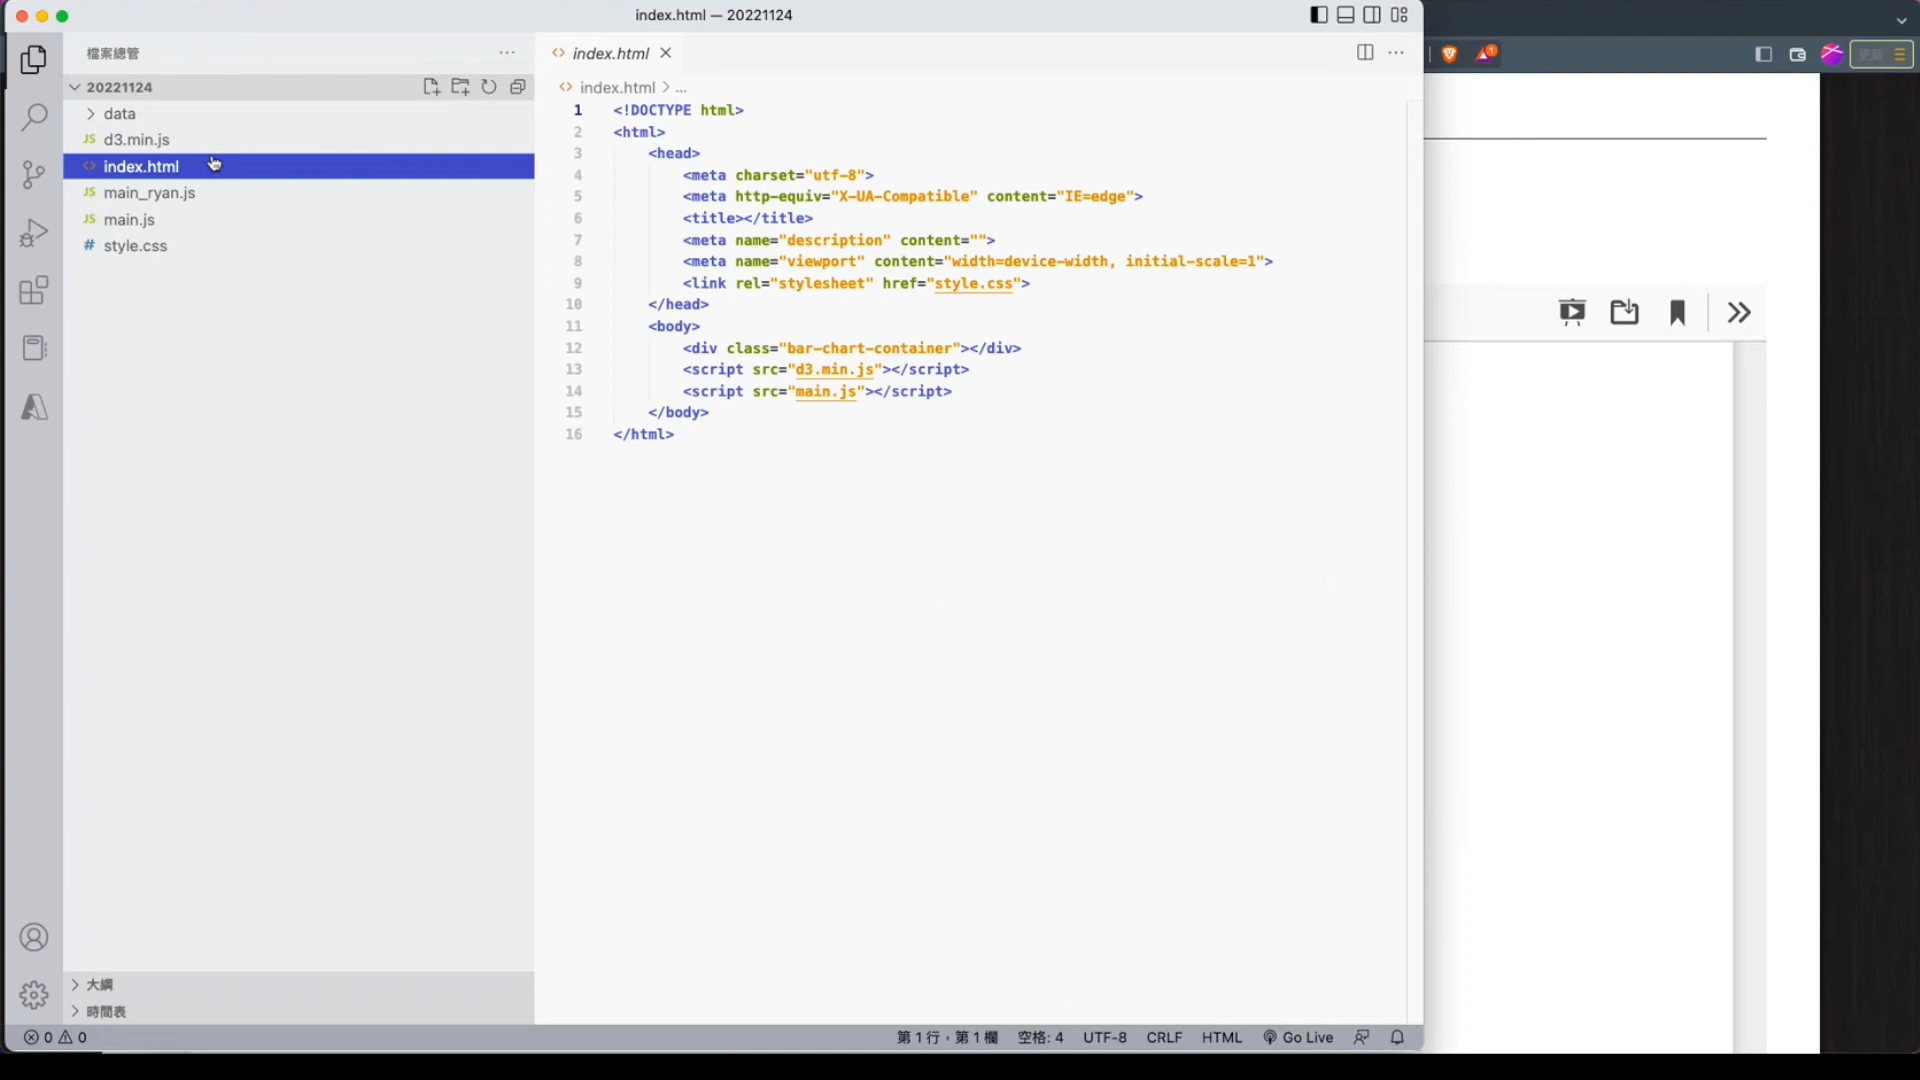 index.html — 20221124
檔案總管
20221124
data
JS d3.min.js
<> index.html
JS main_ryan.js
JS main.js
# style.css
大綱
時間表
<> index.html
<> index.html > ...
1 <!DOCTYPE html>
2 <html>
3 <head>
4 <meta charset="utf-8">
5 <meta http-equiv="X-UA-Compatible" content="IE=edge">
6 <title></title>
7 <meta name="description" content="">
8 <meta name="viewport" content="width=device-width, initial-scale=1">
9 <link rel="stylesheet" href="style.css">
10 </head>
11 <body>
12 <div class="bar-chart-container"></div>
13 <script src="d3.min.js"></script>
14 <script src="main.js"></script>
15 </body>
16 </html>
1
更新
0 0
第 1 行，第 1 欄 空格: 4 UTF-8 CRLF HTML Go Live